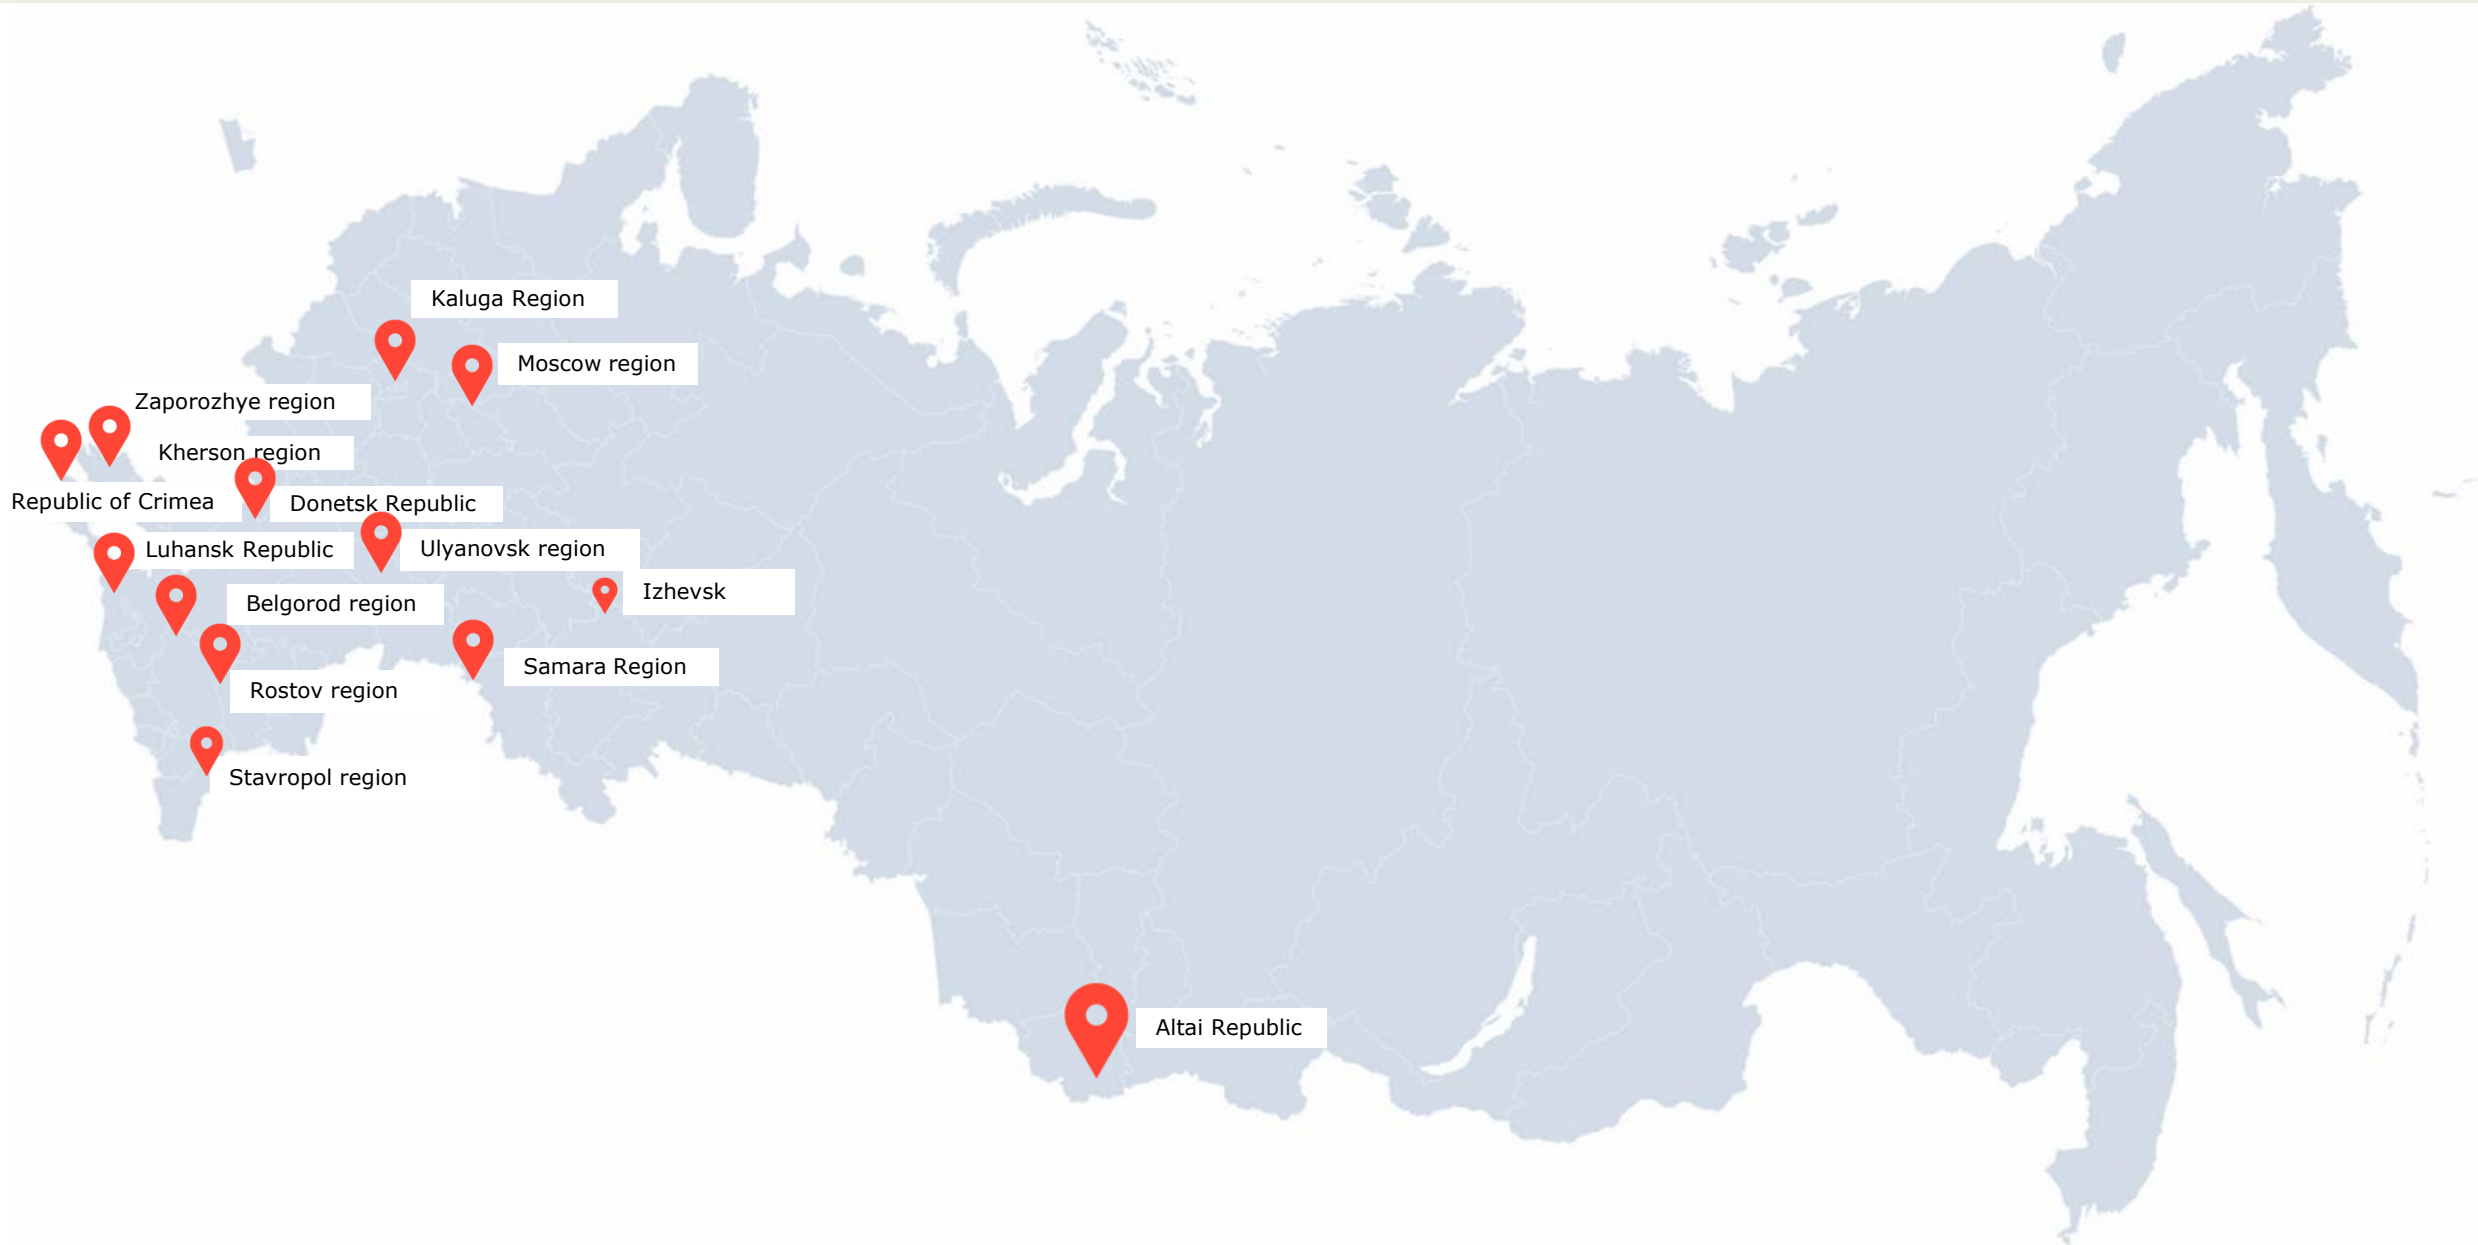 Kaluga Region
Moscow region
Zaporozhye region
Kherson region
Republic of Crimea
Donetsk Republic
Luhansk Republic
Ulyanovsk region
Izhevsk
Belgorod region
Samara Region
Rostov region
Stavropol region
Altai Republic